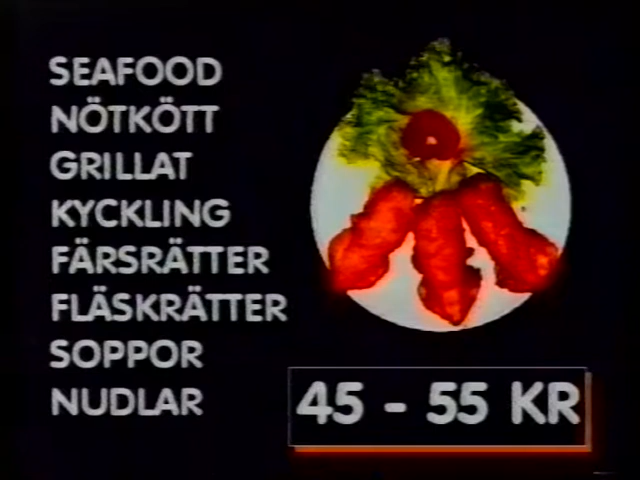 SEAFOOD
NÖTKÖTT
GRILLAT
KYCKLING
FÄRSRÄTTER
FLÄSKRÄTTER
SOPPOR
NUDLAR
45 - 55 KR